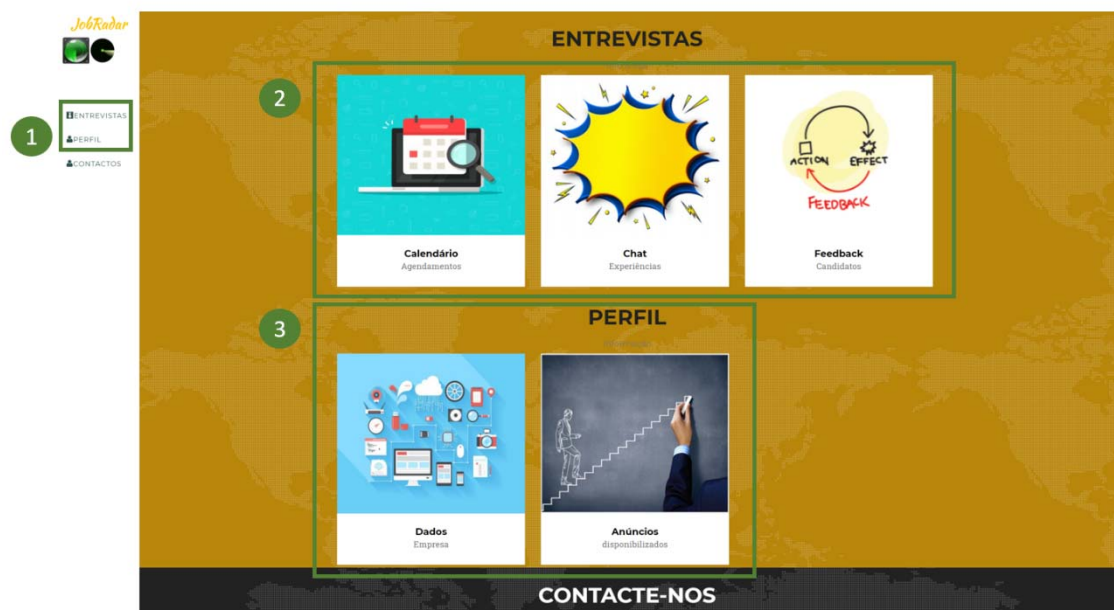 JobRadar
1
ENTREVISTAS
PERFIL
CONTACTOS
ENTREVISTAS
2
ACTION
EFFECT
FEEDBACK
Calendário
Agendamentos
Chat
Experiências
Feedback
Candidatos
3
PERFIL
Dados
Empresa
Anúncios
disponibilizados
CONTACTE-NOS